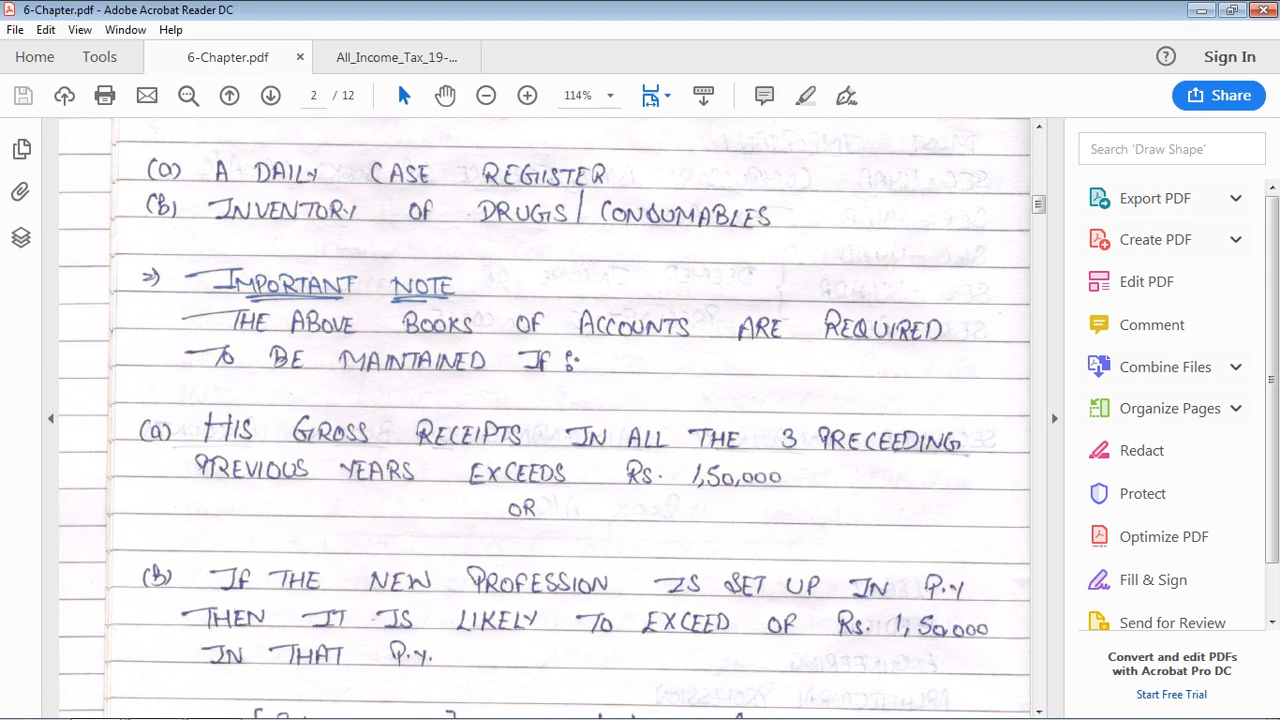 6-Chapter.pdf - Adobe Acrobat Reader DC
File Edit View Window Help
Home Tools 6-Chapter.pdf × All_Income_Tax_19-... Sign In
2 / 12 114% Share
(a) A DAILY CASE REGISTER
(b) INVENTORY OF DRUGS/ CONSUMABLES
=> IMPORTANT NOTE
THE ABOVE BOOKS OF ACCOUNTS ARE REQUIRED
TO BE MAINTAINED IF :-
(a) HIS GROSS RECEIPTS IN ALL THE 3 PRECEEDING
PREVIOUS YEARS EXCEEDS Rs. 1,50,000
OR
(b) IF THE NEW PROFESSION IS SET UP IN P.Y
THEN IT IS LIKELY TO EXCEED OF Rs. 1,50,000
IN THAT P.Y.
Search 'Draw Shape'
Export PDF
Create PDF
Edit PDF
Comment
Combine Files
Organize Pages
Redact
Protect
Optimize PDF
Fill & Sign
Send for Review
Convert and edit PDFs
with Acrobat Pro DC
Start Free Trial